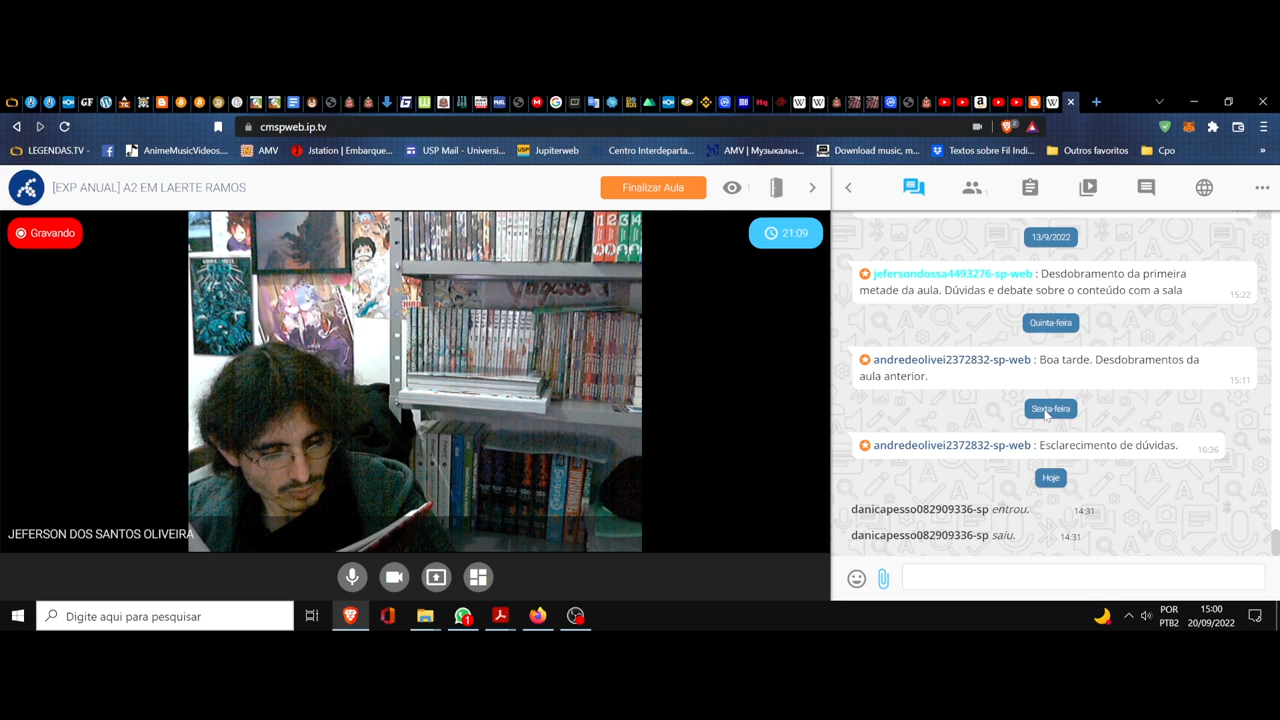 cmspweb.ip.tv
2
LEGENDAS.TV -
AnimeMusicVideos...
AMV
Jstation | Embarque...
USP Mail - Universi...
Jupiterweb
Centro Interdeparta...
AMV | Музыкальн...
Download music, m...
Textos sobre Fil Indi...
Outros favoritos
Cpo
[EXP ANUAL] A2 EM LAERTE RAMOS
Finalizar Aula
1
1
Gravando
21:09
13/9/2022
jefersondossa4493276-sp-web : Desdobramento da primeira
metade da aula. Dúvidas e debate sobre o conteúdo com a sala
15:22
Quinta-feira
andredeolivei2372832-sp-web : Boa tarde. Desdobramentos da
aula anterior.
15:11
Sexta-feira
andredeolivei2372832-sp-web : Esclarecimento de dúvidas.
16:36
Hoje
danicapesso082909336-sp entrou.
14:31
danicapesso082909336-sp saiu.
14:31
JEFERSON DOS SANTOS OLIVEIRA
Digite aqui para pesquisar
1
POR
PTB2
15:00
20/09/2022